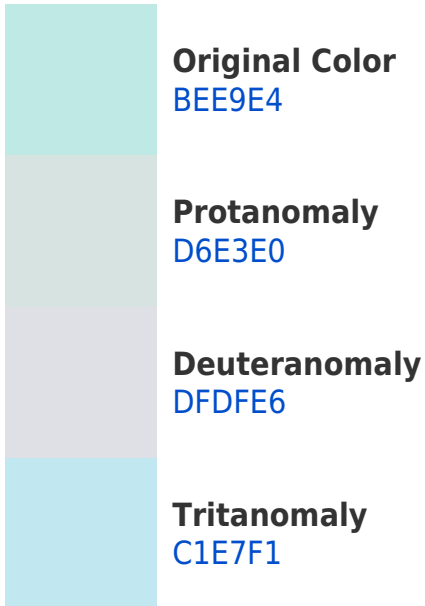 Original Color
BEE9E4
Protanomaly
D6E3E0
Deuteranomaly
DFDFE6
Tritanomaly
C1E7F1